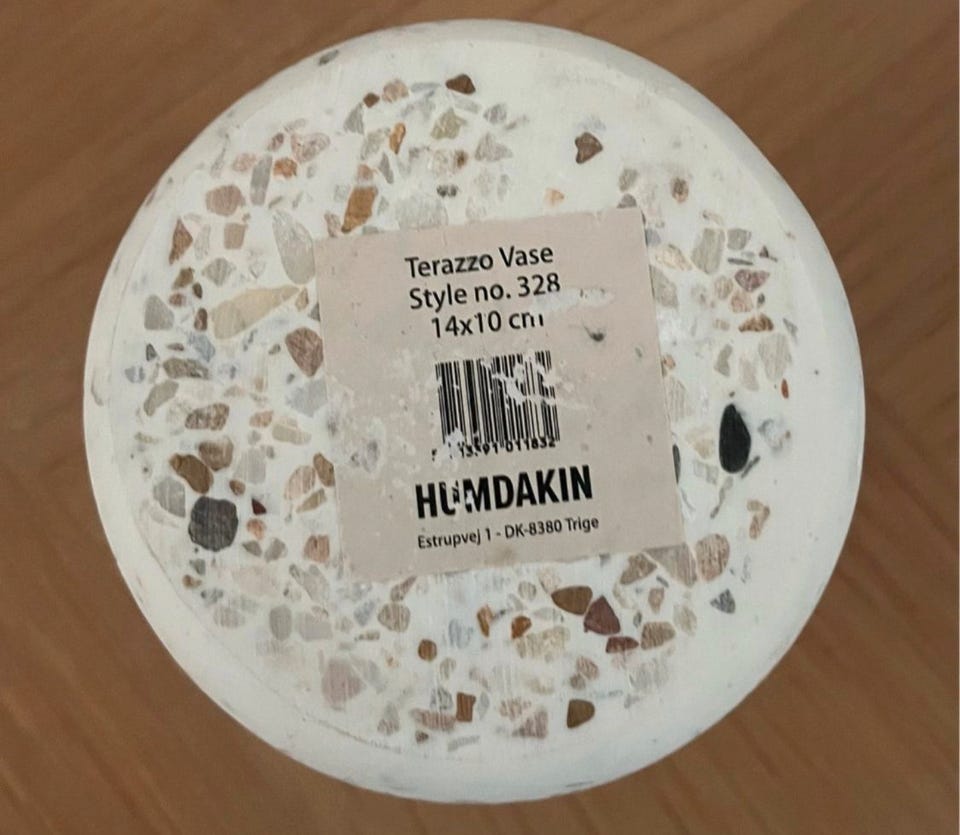 Terazzo Vase
Style no. 328
14x10 cm
HUMDAKIN
Estrupvej 1 - DK-8380 Trige